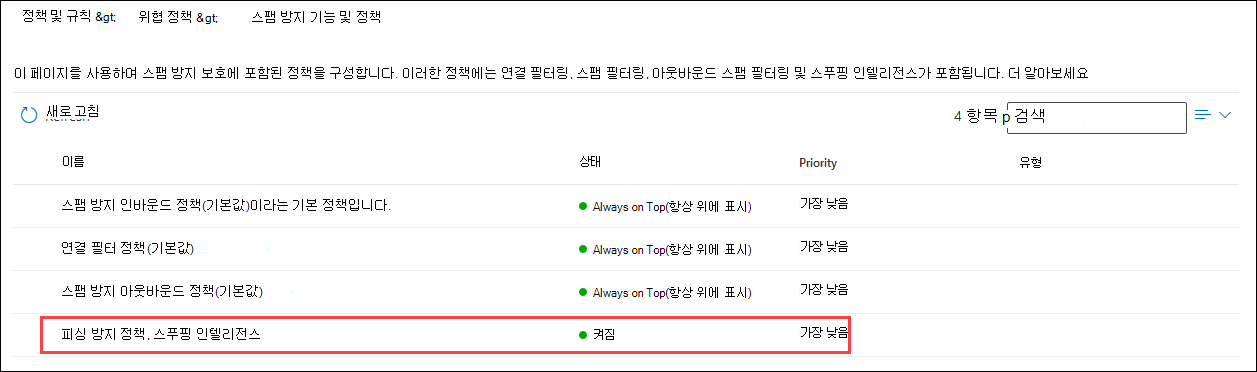 정책 및 규칙 &gt; 위협 정책 &gt; 스팸 방지 기능 및 정책
이 페이지를 사용하여 스팸 방지 보호에 포함된 정책을 구성합니다. 이러한 정책에는 연결 필터링, 스팸 필터링, 아웃바운드 스팸 필터링 및 스푸핑 인텔리전스가 포함됩니다. 더 알아보세요
새로 고침 4 항목 p 검색
이름 상태 Priority 유형
스팸 방지 인바운드 정책(기본값)이라는 기본 정책입니다. Always on Top(항상 위에 표시) 가장 낮음
연결 필터 정책(기본값) Always on Top(항상 위에 표시) 가장 낮음
스팸 방지 아웃바운드 정책(기본값) Always on Top(항상 위에 표시) 가장 낮음
피싱 방지 정책, 스푸핑 인텔리전스 켜짐 가장 낮음